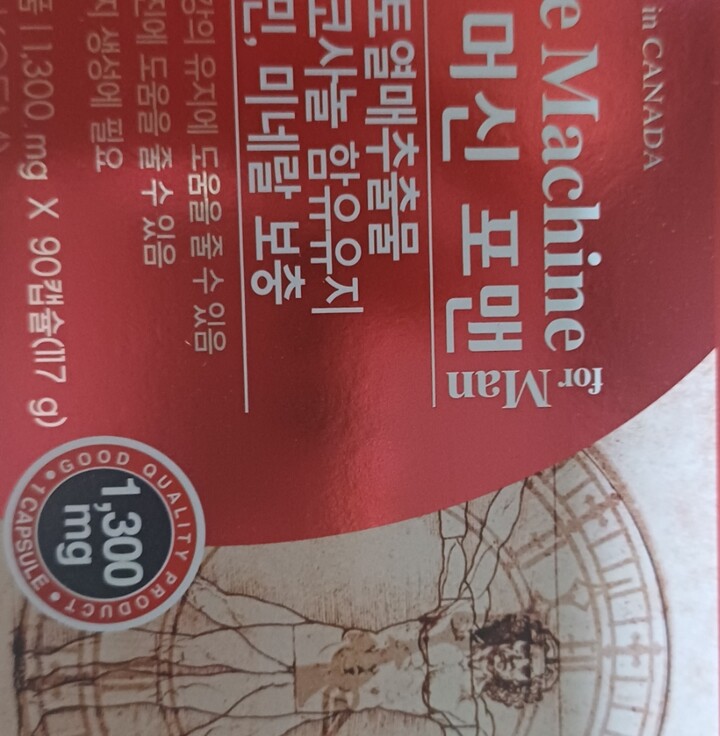 in CANADA
e Machine
for Man
머신 포맨
토열매추출물
코사놀 함유유지
민, 미네랄 보충
강의 유지에 도움을 줄 수 있음
진에 도움을 줄 수 있음
지 생성에 필요
1,300 mg X 90캡슐(117 g)
GOOD QUALITY PRODUCT
1,300
mg
1CAPSULE